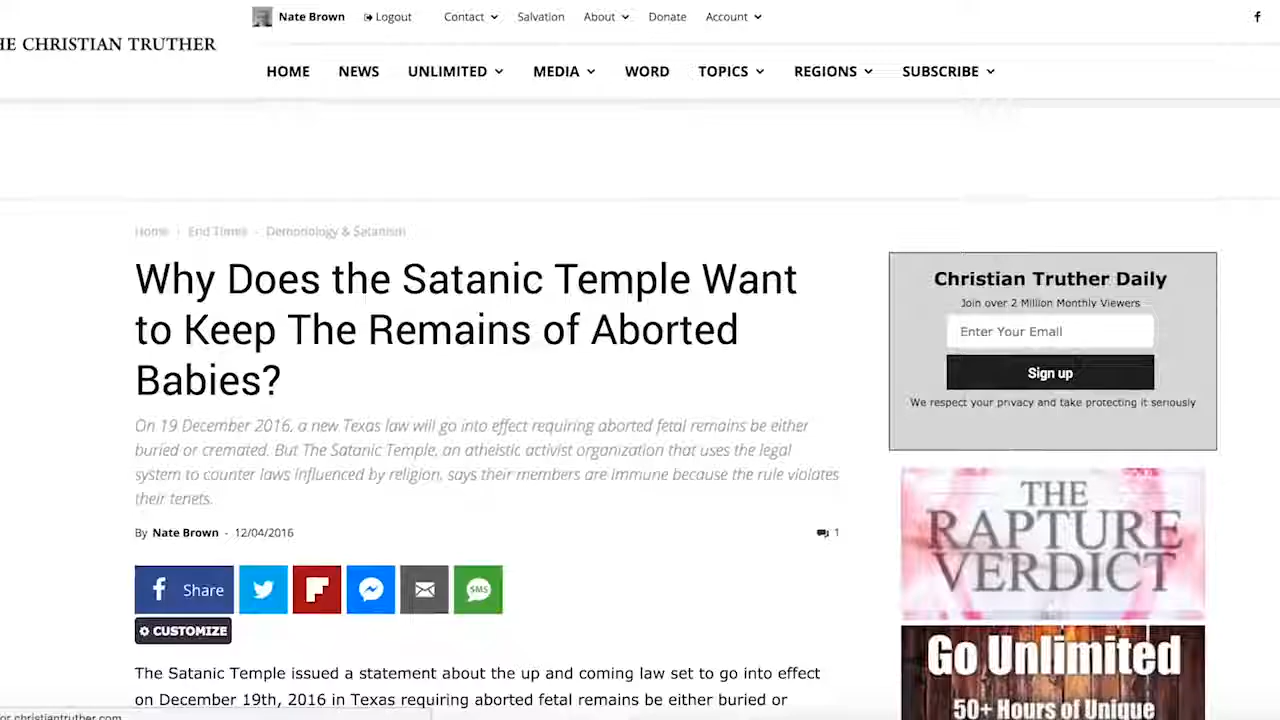 Nate Brown Logout Contact Salvation About Donate Account
HE CHRISTIAN TRUTHER
HOME NEWS UNLIMITED MEDIA WORD TOPICS REGIONS SUBSCRIBE
Home End Times Demonology & Satanism
Why Does the Satanic Temple Want
to Keep The Remains of Aborted
Babies?
On 19 December 2016, a new Texas law will go into effect requiring aborted fetal remains be either
buried or cremated. But The Satanic Temple, an atheistic activist organization that uses the legal
system to counter laws influenced by religion, says their members are immune because the rule violates
their tenets.
By Nate Brown - 12/04/2016 1
Share
SMS
CUSTOMIZE
The Satanic Temple issued a statement about the up and coming law set to go into effect
on December 19th, 2016 in Texas requiring aborted fetal remains be either buried or
or.christiantruther.com
Christian Truther Daily
Join over 2 Million Monthly Viewers
Enter Your Email
Sign up
We respect your privacy and take protecting it seriously
THE
RAPTURE
VERDICT
Go Unlimited
50+ Hours of Unique